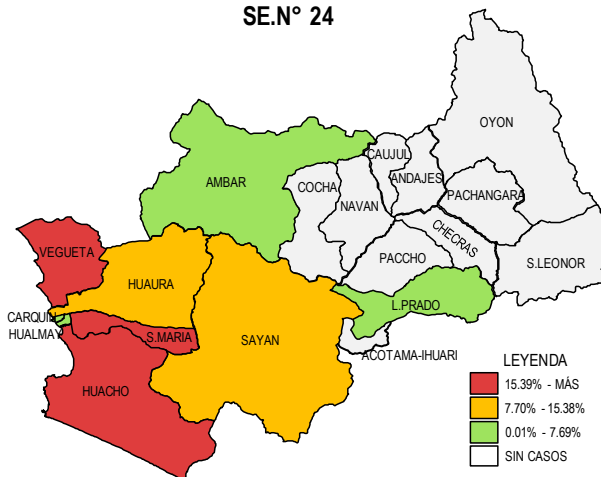 SE.N° 24
OYON
CAUJUL
ANDAJES
AMBAR
COCHA
PACHANGARA
NAVAN
CHECRAS
VEGUETA
PACCHO
S.LEONOR
HUAURA
L.PRADO
CARQUIN
HUALMAY
S.MARIA
SAYAN
ACOTAMA-IHUARI
HUACHO
LEYENDA
15.39% - MÁS
7.70% - 15.38%
0.01% - 7.69%
SIN CASOS